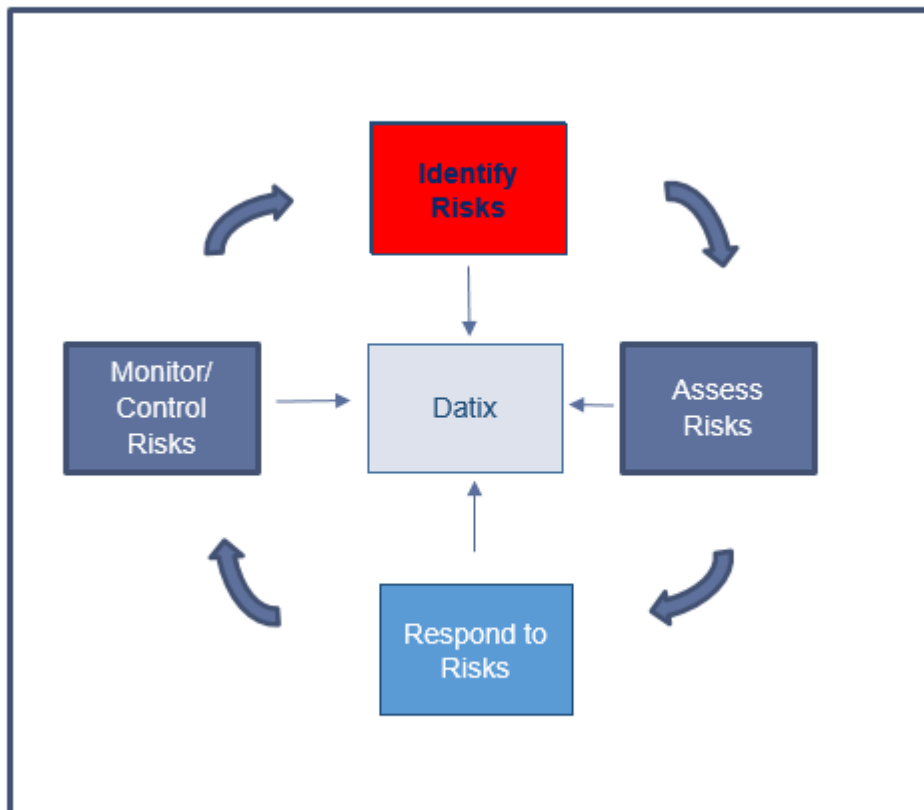 Identify
Risks
Monitor/
Control
Risks
Datix
Assess
Risks
Respond to
Risks